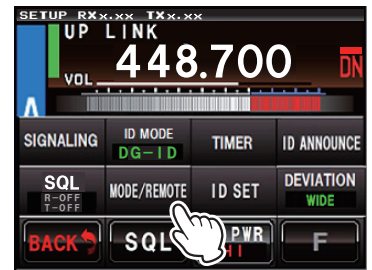 SETUP RXx.xx TXx.xx
UP LINK
VOL 448.700 DN
A
SIGNALING ID MODE TIMER ID ANNOUNCE
DG-ID
SQL MODE/REMOTE ID SET DEVIATION
R-OFF WIDE
T-OFF
BACK SQL PWR F
HI